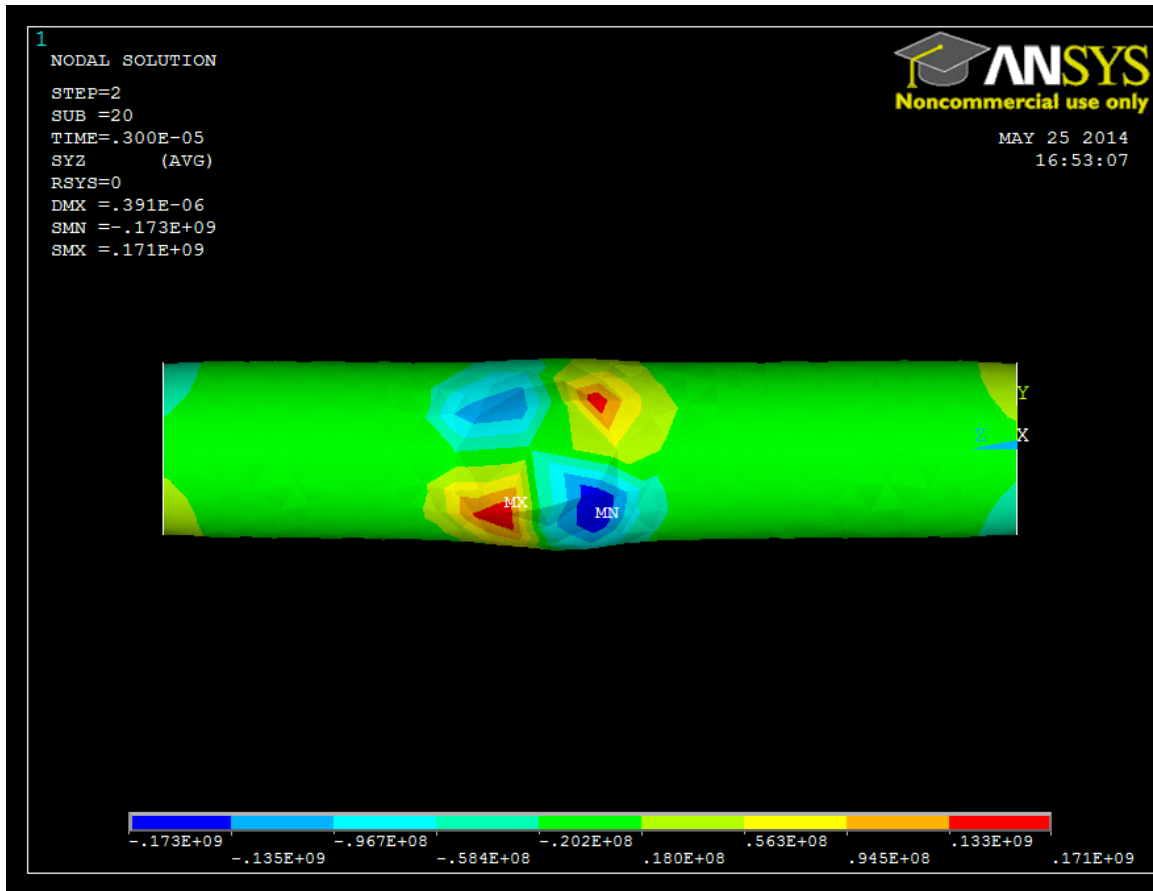 1
NODAL SOLUTION
STEP=2
SUB =20
TIME=.300E-05
SYZ (AVG)
RSYS=0
DMX =.391E-06
SMN =-.173E+09
SMX =.171E+09
ANSYS
Noncommercial use only
MAY 25 2014
16:53:07
Y
Z X
MX
MN
-.173E+09 -.967E+08 -.202E+08 .563E+08 .133E+09
-.135E+09 -.584E+08 .180E+08 .945E+08 .171E+09